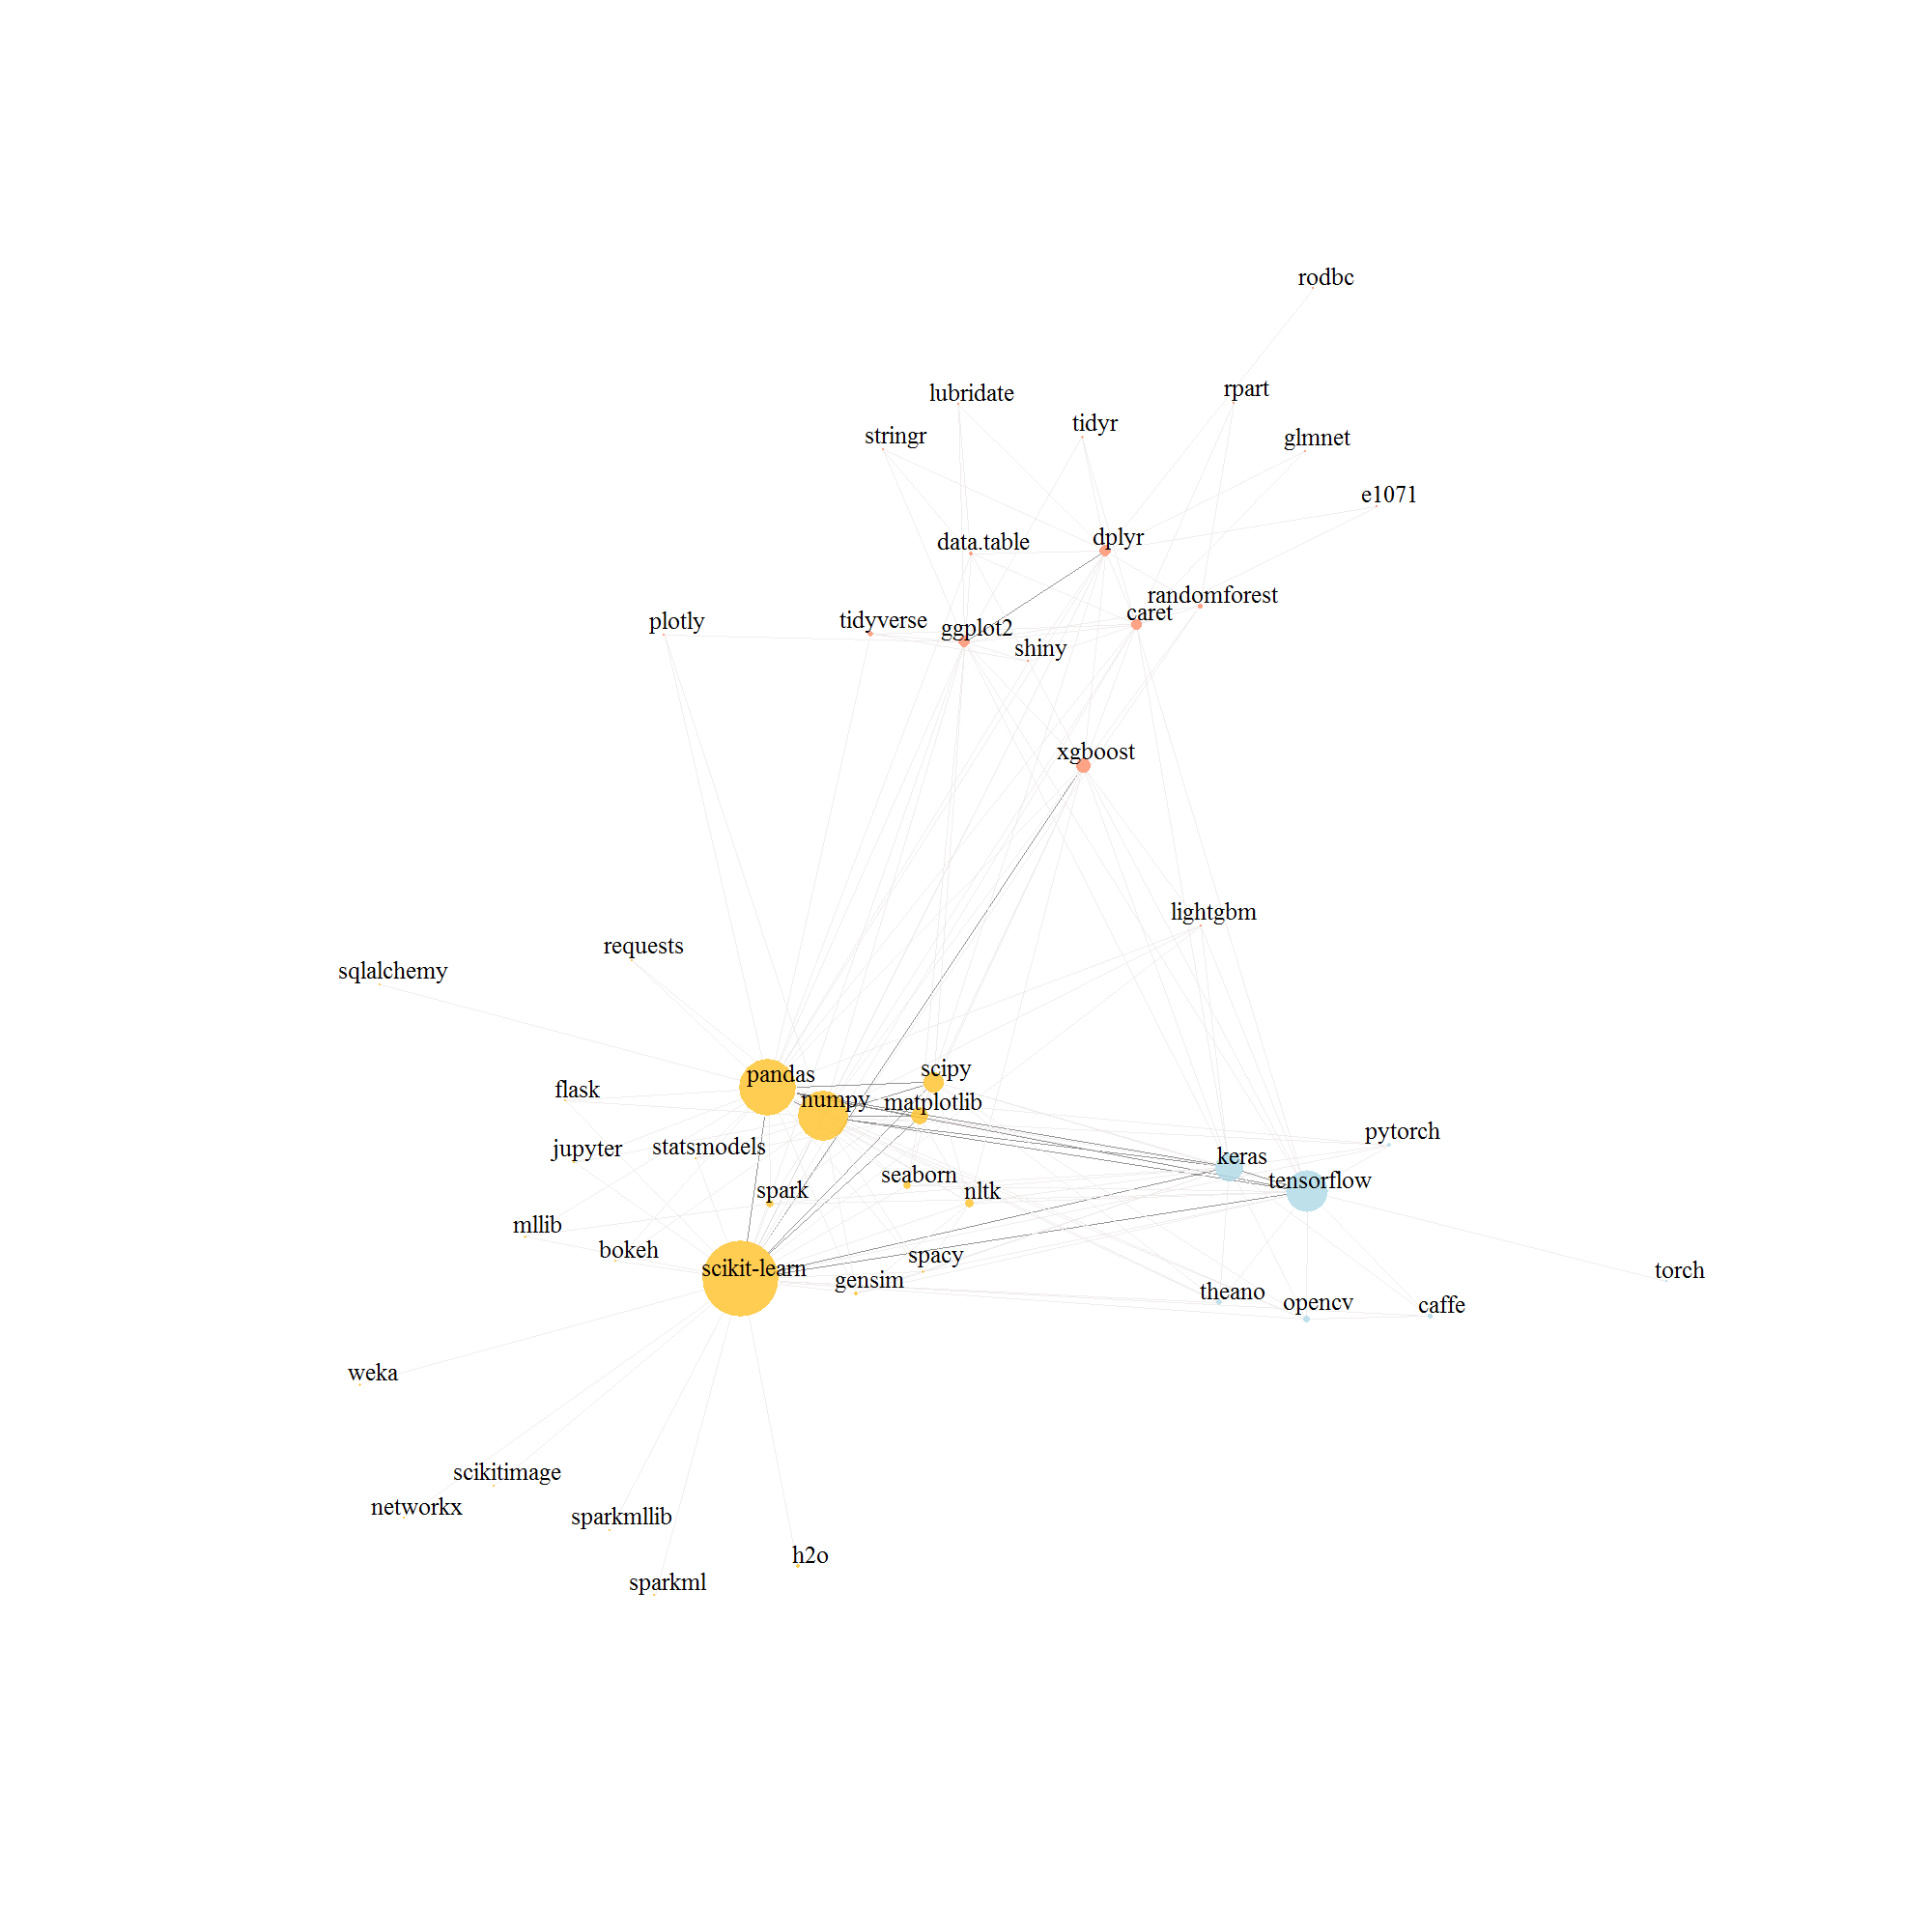 rodbc
rpart
lubridate
tidyr
stringr
glmnet
e1071
dplyr
data.table
randomforest
caret
plotly
tidyverse
ggplot2
shiny
xgboost
lightgbm
requests
sqlalchemy
scipy
pandas
flask
numpy
matplotlib
pytorch
jupyter
statsmodels
keras
seaborn
tensorflow
spark
nltk
mllib
bokeh
spacy
scikit-learn
torch
gensim
theano
opencv
caffe
weka
scikitimage
networkx
sparkmllib
h2o
sparkml